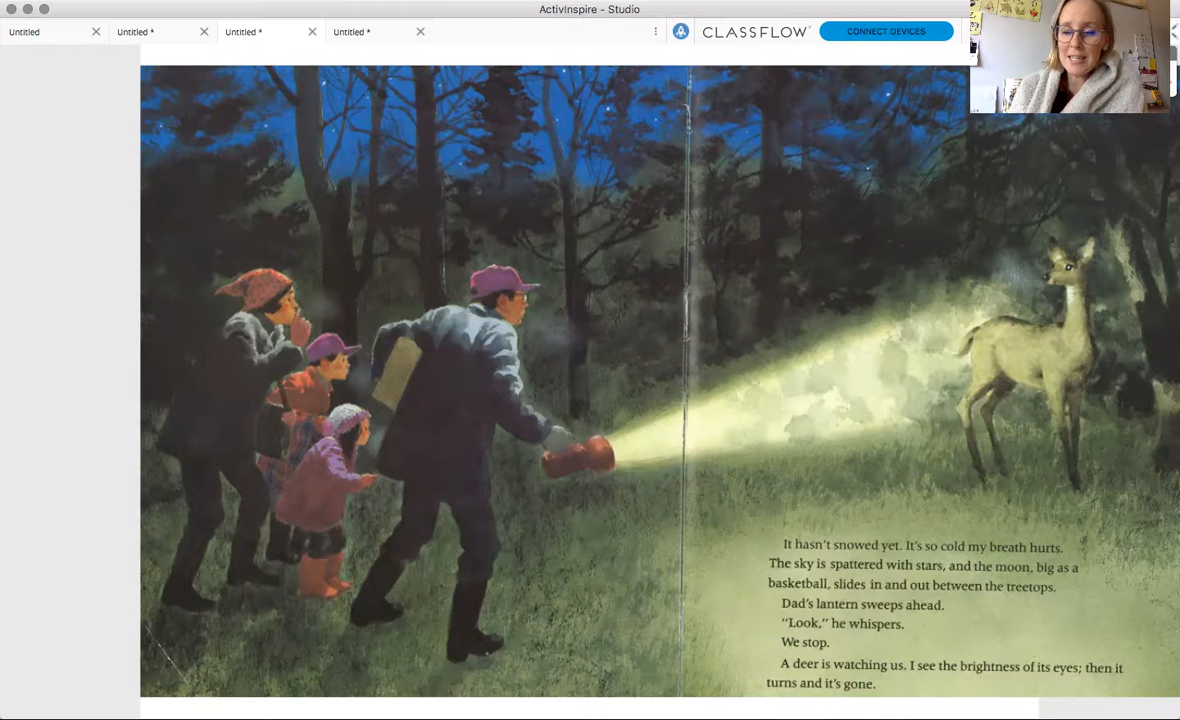 ActivInspire - Studio
Untitled
Untitled *
Untitled *
Untitled *
CLASSFLOW
CONNECT DEVICES
It hasn't snowed yet. It's so cold my breath hurts.
The sky is spattered with stars, and the moon, big as a
basketball, slides in and out between the treetops.
Dad's lantern sweeps ahead.
"Look," he whispers.
We stop.
A deer is watching us. I see the brightness of its eyes; then it
turns and it's gone.